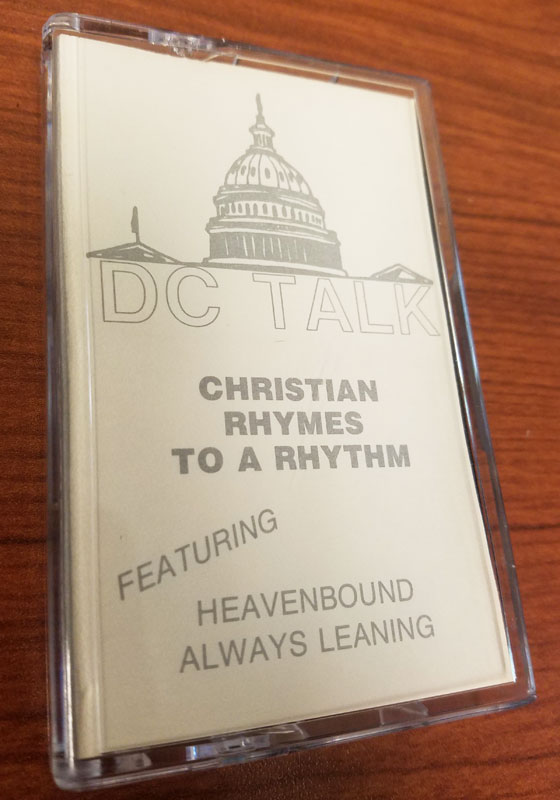 DC TALK
CHRISTIAN
RHYMES
TO A RHYTHM
FEATURING
HEAVENBOUND
ALWAYS LEANING